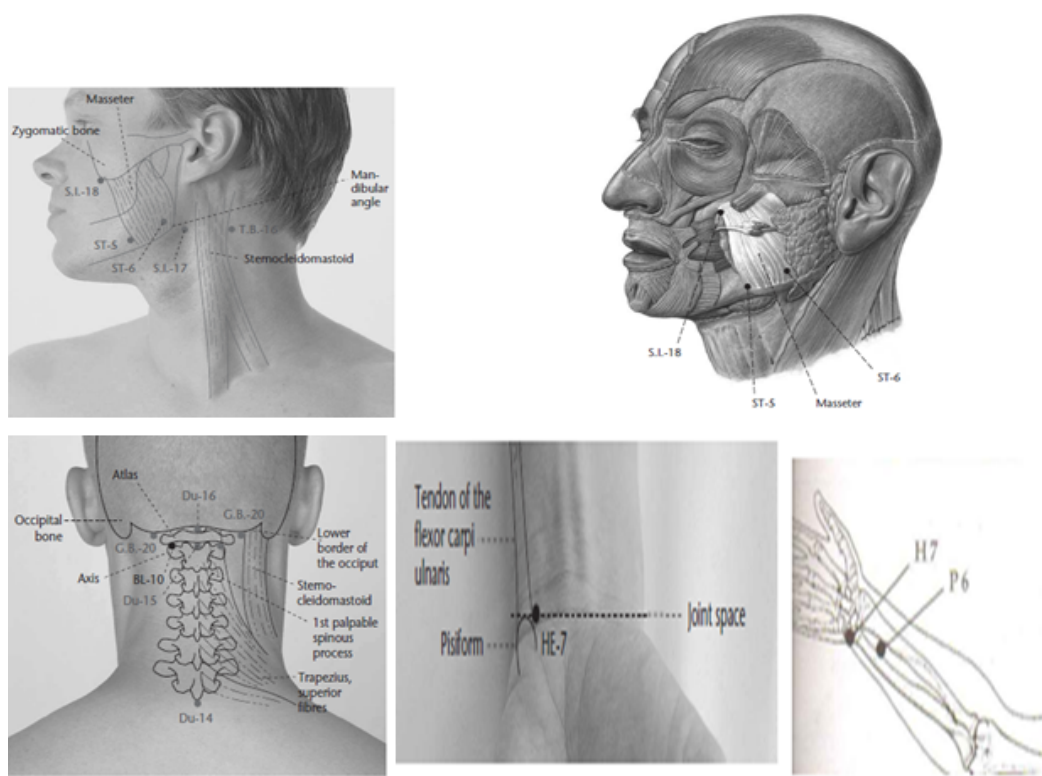 Masseter
Zygomatic bone
S.I.-18
Man-
dibular
angle
T.B.-16
ST-5
Sternocleidomastoid
ST-6
S.I.-17
S.I.-18
ST-6
ST-5
Masseter
Atlas
Du-16
G.B.-20
Occipital
bone
Lower
border of
the occiput
G.B.-20
Axis
BL-10
Du-15
Sterno-
cleidomastoid
1st palpable
spinous
process
Trapezius,
superior
fibres
Du-14
Tendon of the
flexor carpi
ulnaris
Joint space
Pisiform
HE-7
H7
P6